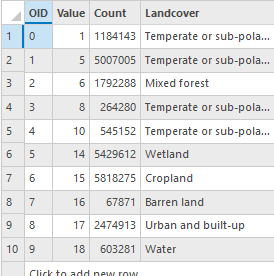 OID Value Count Landcover
1 0 1 1184143 Temperate or sub-pola...
2 1 5 5007005 Temperate or sub-pola...
3 2 6 1792288 Mixed forest
4 3 8 264280 Temperate or sub-pola...
5 4 10 545152 Temperate or sub-pola...
6 5 14 5429612 Wetland
7 6 15 5818275 Cropland
8 7 16 67871 Barren land
9 8 17 2474913 Urban and built-up
10 9 18 603281 Water
Click to add new row.